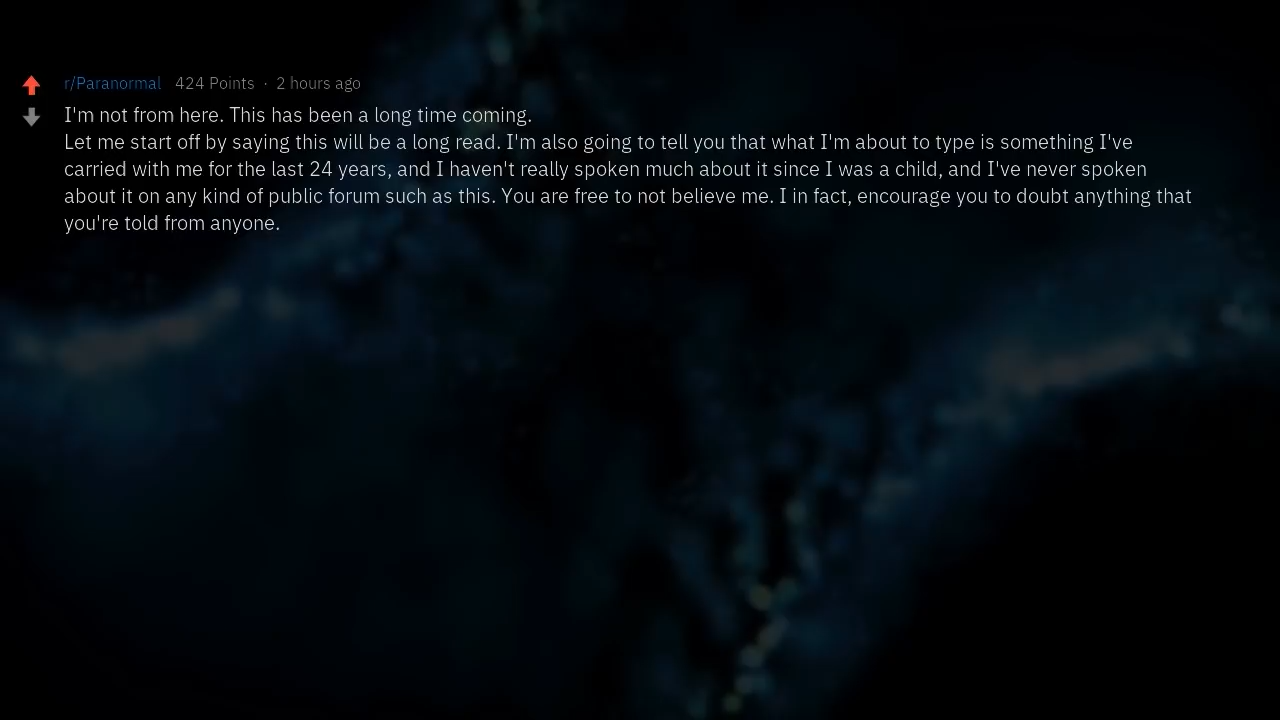 r/Paranormal 424 Points · 2 hours ago
I'm not from here. This has been a long time coming.
Let me start off by saying this will be a long read. I'm also going to tell you that what I'm about to type is something I've
carried with me for the last 24 years, and I haven't really spoken much about it since I was a child, and I've never spoken
about it on any kind of public forum such as this. You are free to not believe me. I in fact, encourage you to doubt anything that
you're told from anyone.